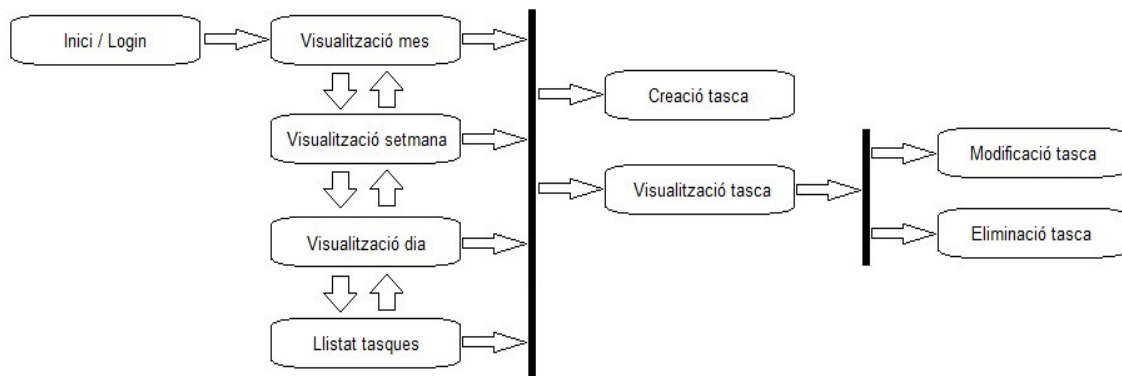 Inici / Login
Visualització mes
Creació tasca
Visualització setmana
Modificació tasca
Visualització tasca
Visualització dia
Eliminació tasca
Llistat tasques